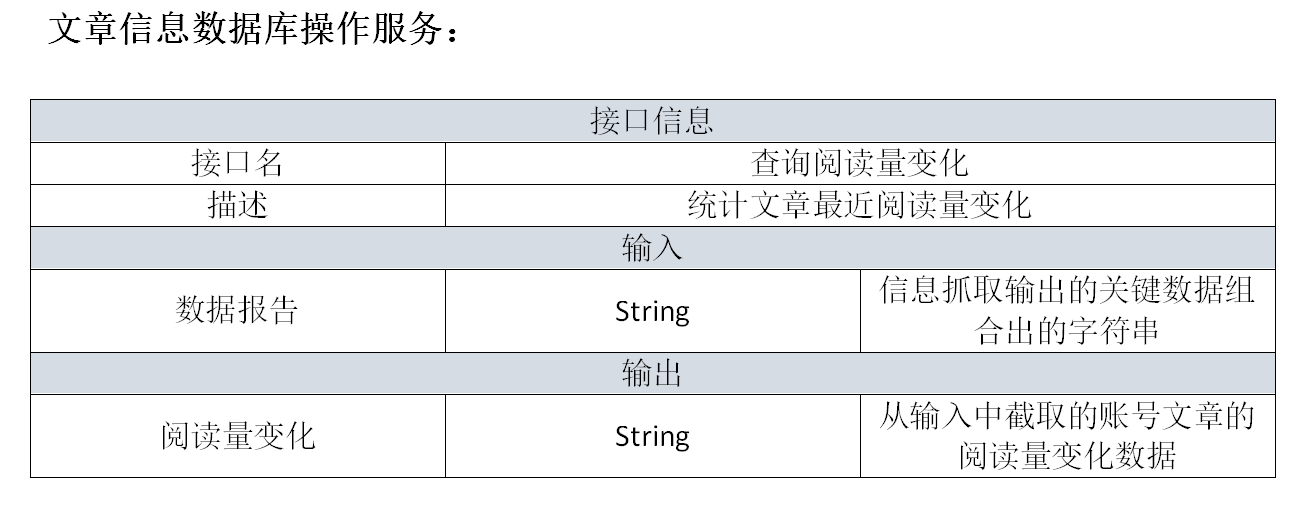 文章信息数据库操作服务：
接口信息
接口名 查询阅读量变化
描述 统计文章最近阅读量变化
输入
数据报告 String 信息抓取输出的关键数据组
合出的字符串
输出
阅读量变化 String 从输入中截取的账号文章的
阅读量变化数据